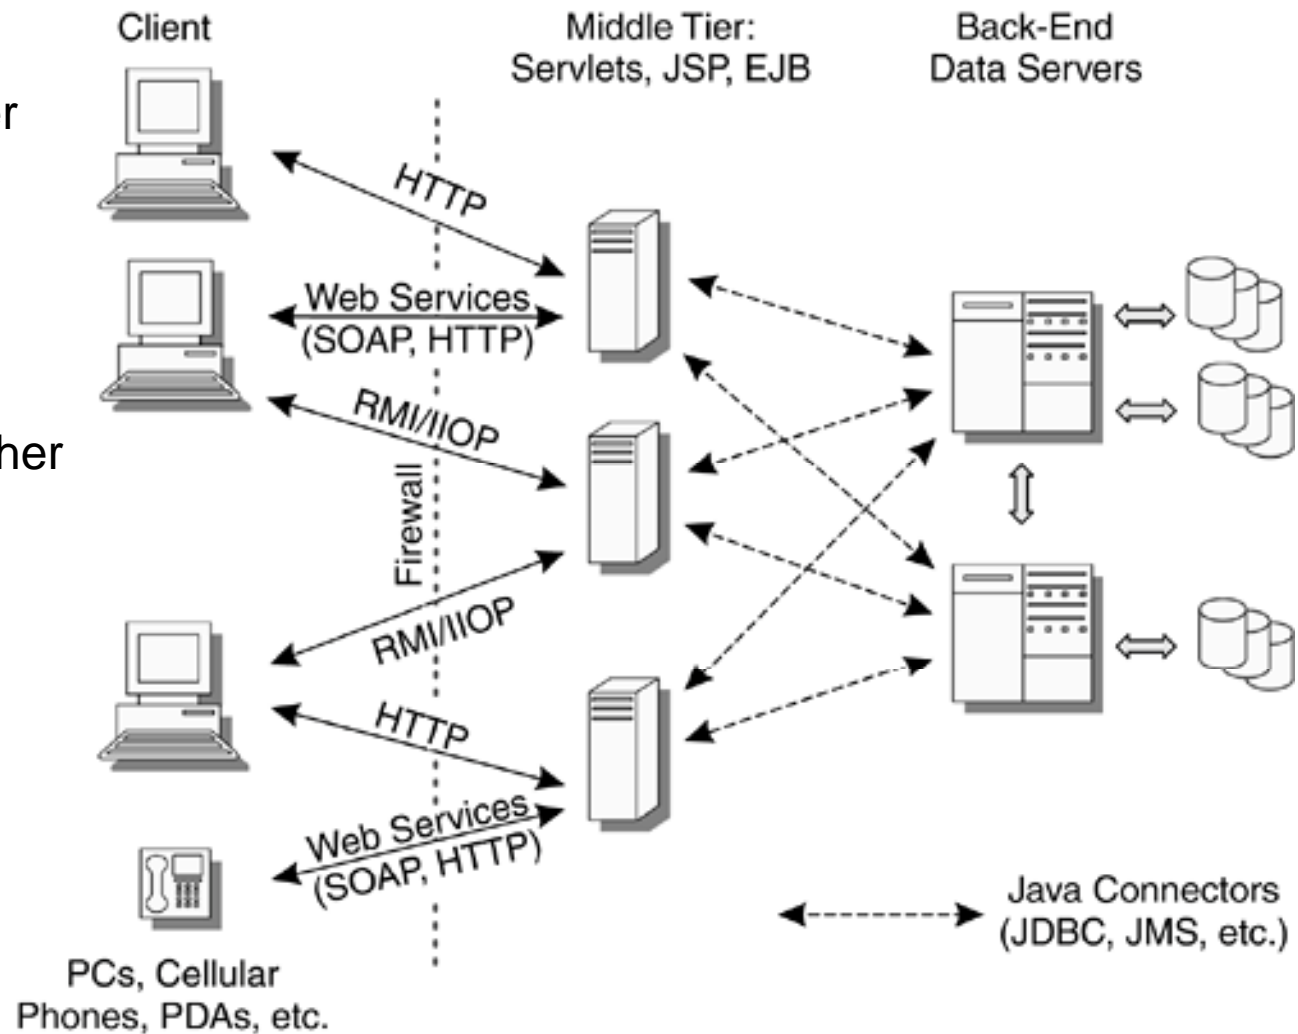 Client
Middle Tier:
Servlets, JSP, EJB
Back-End
Data Servers
HTTP
Web Services
(SOAP, HTTP)
RMI/IIOP
Firewall
RMI/IIOP
HTTP
Web Services
(SOAP, HTTP)
PCs, Cellular
Phones, PDAs, etc.
Java Connectors
(JDBC, JMS, etc.)